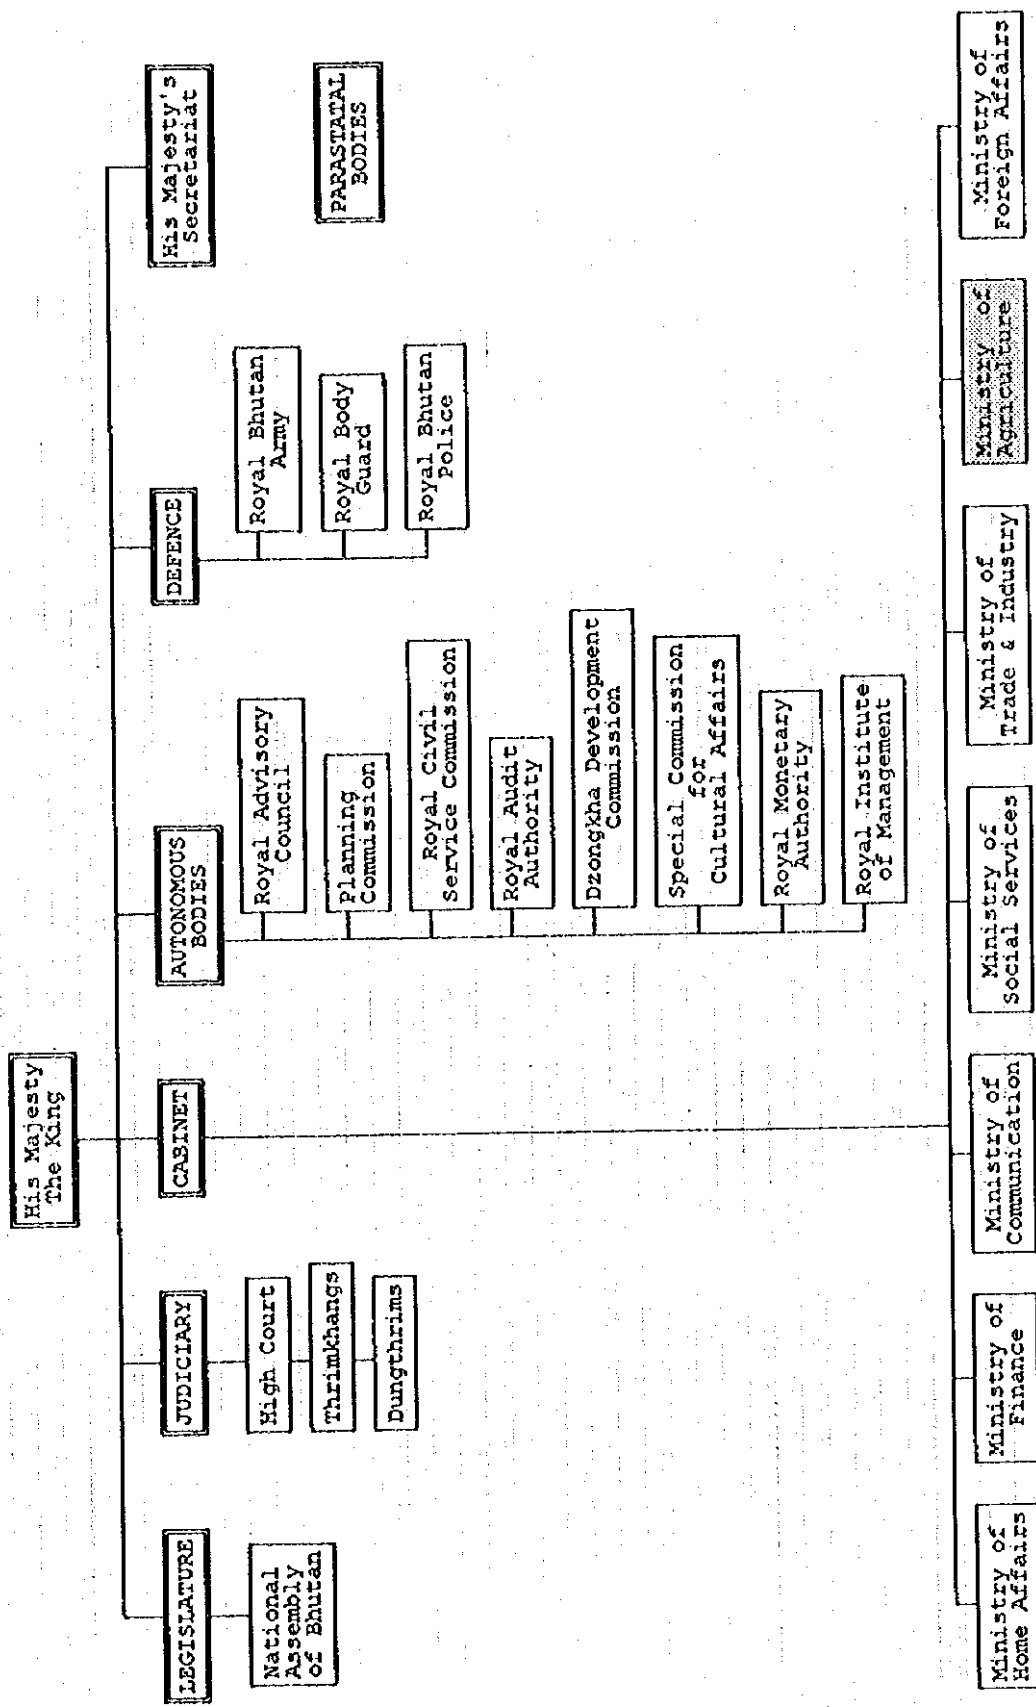 His Majesty
The King
LEGISLATURE
JUDICIARY
CABINET
AUTONOMOUS
BODIES
DEFENCE
His Majesty's
Secretariat
National
Assembly
of Bhutan
High Court
Thrimkhangs
Dungthrims
Royal Advisory
Council
Planning
Commission
Royal Civil
Service Commission
Royal Audit
Authority
Dzongkha Development
Commission
Special Commission
for
Cultural Affairs
Royal Monetary
Authority
Royal Institute
of Management
Royal Bhutan
Army
Royal Body
Guard
Royal Bhutan
Police
PARASTATAL
BODIES
Ministry of
Home Affairs
Ministry of
Finance
Ministry of
Communication
Ministry of
Social Services
Ministry of
Trade & Industry
Ministry of
Agriculture
Ministry of
Foreign Affairs